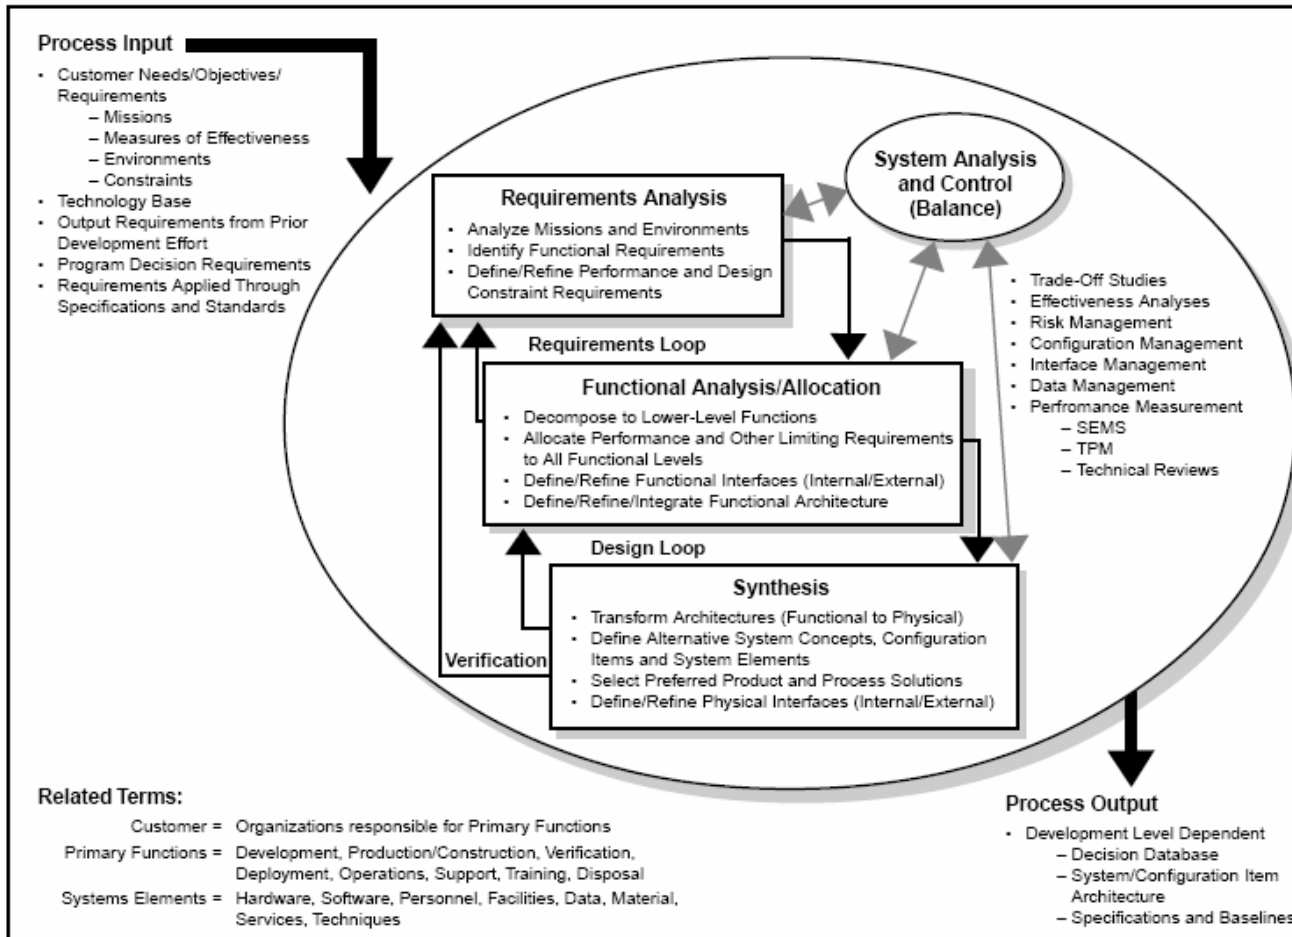 Process Input
▪ Customer Needs/Objectives/
Requirements
– Missions
– Measures of Effectiveness
– Environments
– Constraints
▪ Technology Base
▪ Output Requirements from Prior
Development Effort
▪ Program Decision Requirements
▪ Requirements Applied Through
Specifications and Standards
Requirements Analysis
▪ Analyze Missions and Environments
▪ Identify Functional Requirements
▪ Define/Refine Performance and Design
Constraint Requirements
System Analysis
and Control
(Balance)
▪ Trade-Off Studies
▪ Effectiveness Analyses
▪ Risk Management
▪ Configuration Management
▪ Interface Management
▪ Data Management
▪ Perfromance Measurement
– SEMS
– TPM
– Technical Reviews
Requirements Loop
Functional Analysis/Allocation
▪ Decompose to Lower-Level Functions
▪ Allocate Performance and Other Limiting Requirements
to All Functional Levels
▪ Define/Refine Functional Interfaces (Internal/External)
▪ Define/Refine/Integrate Functional Architecture
Design Loop
Synthesis
▪ Transform Architectures (Functional to Physical)
▪ Define Alternative System Concepts, Configuration
Items and System Elements
▪ Select Preferred Product and Process Solutions
▪ Define/Refine Physical Interfaces (Internal/External)
Verification
Related Terms:
Customer = Organizations responsible for Primary Functions
Primary Functions = Development, Production/Construction, Verification,
Deployment, Operations, Support, Training, Disposal
Systems Elements = Hardware, Software, Personnel, Facilities, Data, Material,
Services, Techniques
Process Output
▪ Development Level Dependent
– Decision Database
– System/Configuration Item
Architecture
– Specifications and Baselines